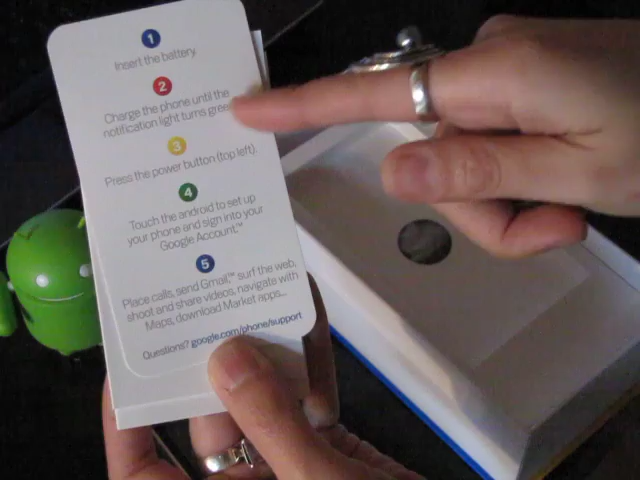 1
Insert the battery.
2
Charge the phone until the
notification light turns green
3
Press the power button (top left).
4
Touch the android to set up
your phone and sign into your
Google Account.™
5
Place calls, send Gmail,™ surf the web,
shoot and share videos, navigate with
Maps, download Market apps...
Questions? google.com/phone/support